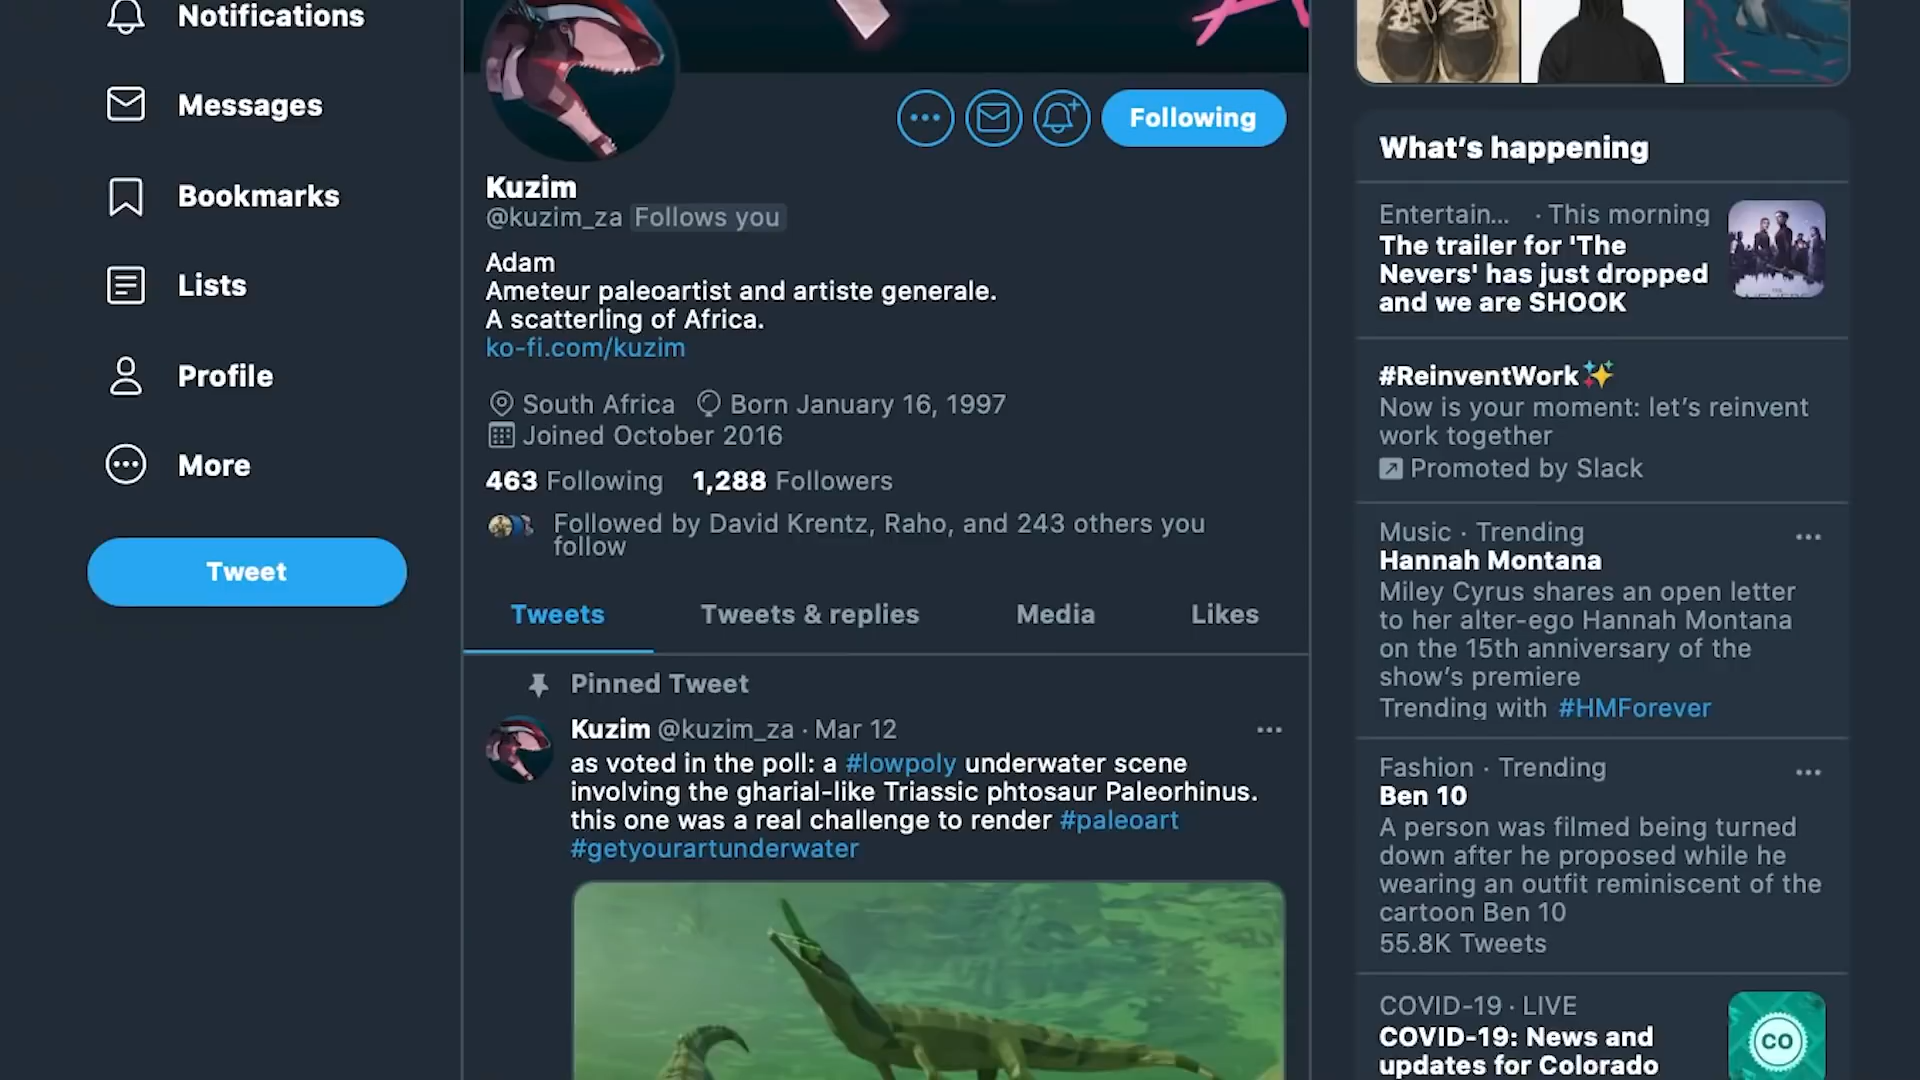 Notifications
Messages
Bookmarks
Lists
Profile
More
Tweet
Following
Kuzim
@kuzim_za Follows you
Adam
Ameteur paleoartist and artiste generale.
A scatterling of Africa.
ko-fi.com/kuzim
South Africa Born January 16, 1997
Joined October 2016
463 Following 1,288 Followers
Followed by David Krentz, Raho, and 243 others you
follow
Tweets Tweets & replies Media Likes
Pinned Tweet
Kuzim @kuzim_za · Mar 12
as voted in the poll: a #lowpoly underwater scene
involving the gharial-like Triassic phtosaur Paleorhinus.
this one was a real challenge to render #paleoart
#getyourartunderwater
What's happening
Entertain... · This morning
The trailer for 'The
Nevers' has just dropped
and we are SHOOK
#ReinventWork✨
Now is your moment: let's reinvent
work together
Promoted by Slack
Music · Trending
Hannah Montana
Miley Cyrus shares an open letter
to her alter-ego Hannah Montana
on the 15th anniversary of the
show's premiere
Trending with #HMForever
Fashion · Trending
Ben 10
A person was filmed being turned
down after he proposed while he
wearing an outfit reminiscent of the
cartoon Ben 10
55.8K Tweets
COVID-19 · LIVE
COVID-19: News and
updates for Colorado
CO